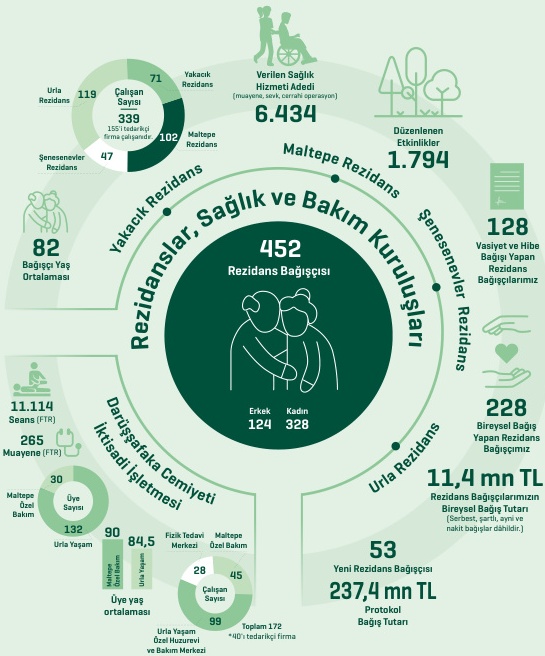 Çalışan
Sayısı
339
155'i tedarikçi
firma çalışanıdır.
71
Yakacık
Rezidans
102
Maltepe
Rezidans
47
Şenesenevler
Rezidans
119
Urla
Rezidans
Verilen Sağlık
Hizmeti Adedi
(muayene, sevk, cerrahi operasyon)
6.434
Düzenlenen
Etkinlikler
1.794
128
Vasiyet ve Hibe
Bağışı Yapan
Rezidans
Bağışçılarımız
82
Bağışçı Yaş
Ortalaması
Yakacık Rezidans
Maltepe Rezidans
Şenesenevler Rezidans
Urla Rezidans
Rezidanslar, Sağlık ve Bakım Kuruluşları
452
Rezidans Bağışçısı
Erkek
124
Kadın
328
228
Bireysel Bağış
Yapan Rezidans
Bağışçımız
11,4 mn TL
Rezidans Bağışçılarımızın
Bireysel Bağış Tutarı
(Serbest, şartlı, ayni ve
nakit bağışlar dâhildir.)
53
Yeni Rezidans Bağışçısı
237,4 mn TL
Protokol
Bağış Tutarı
Darüşşafaka Cemiyeti
İktisadi İşletmesi
11.114
Seans (FTR)
265
Muayene (FTR)
Üye
Sayısı
30
Maltepe
Özel
Bakım
132
Urla Yaşam
90
Maltepe
Özel Bakım
84,5
Urla Yaşam
Üye yaş
ortalaması
Çalışan
Sayısı
Fizik Tedavi
Merkezi
28
Maltepe
Özel Bakım
45
99
Urla Yaşam
Özel Huzurevi
ve Bakım Merkezi
Toplam 172
*40'ı tedarikçi firma